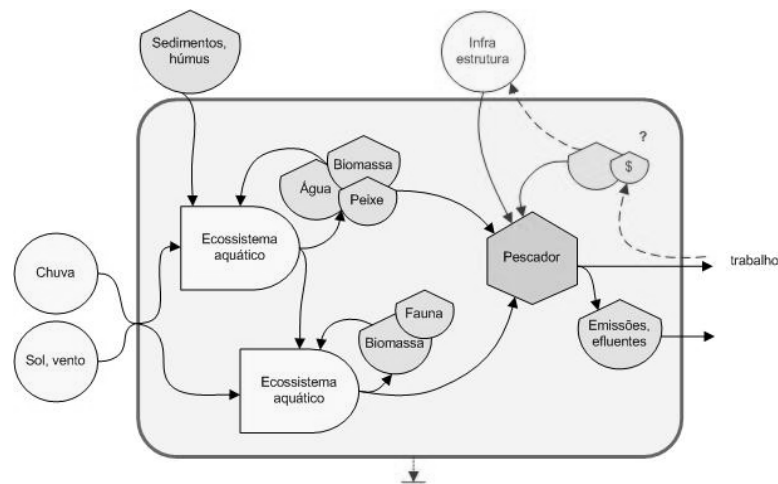 Sedimentos,
húmus
Infra
estrutura
?
$
Biomassa
Água
Peixe
Ecossistema
aquático
Pescador
trabalho
Chuva
Fauna
Biomassa
Emissões,
efluentes
Sol, vento
Ecossistema
aquático